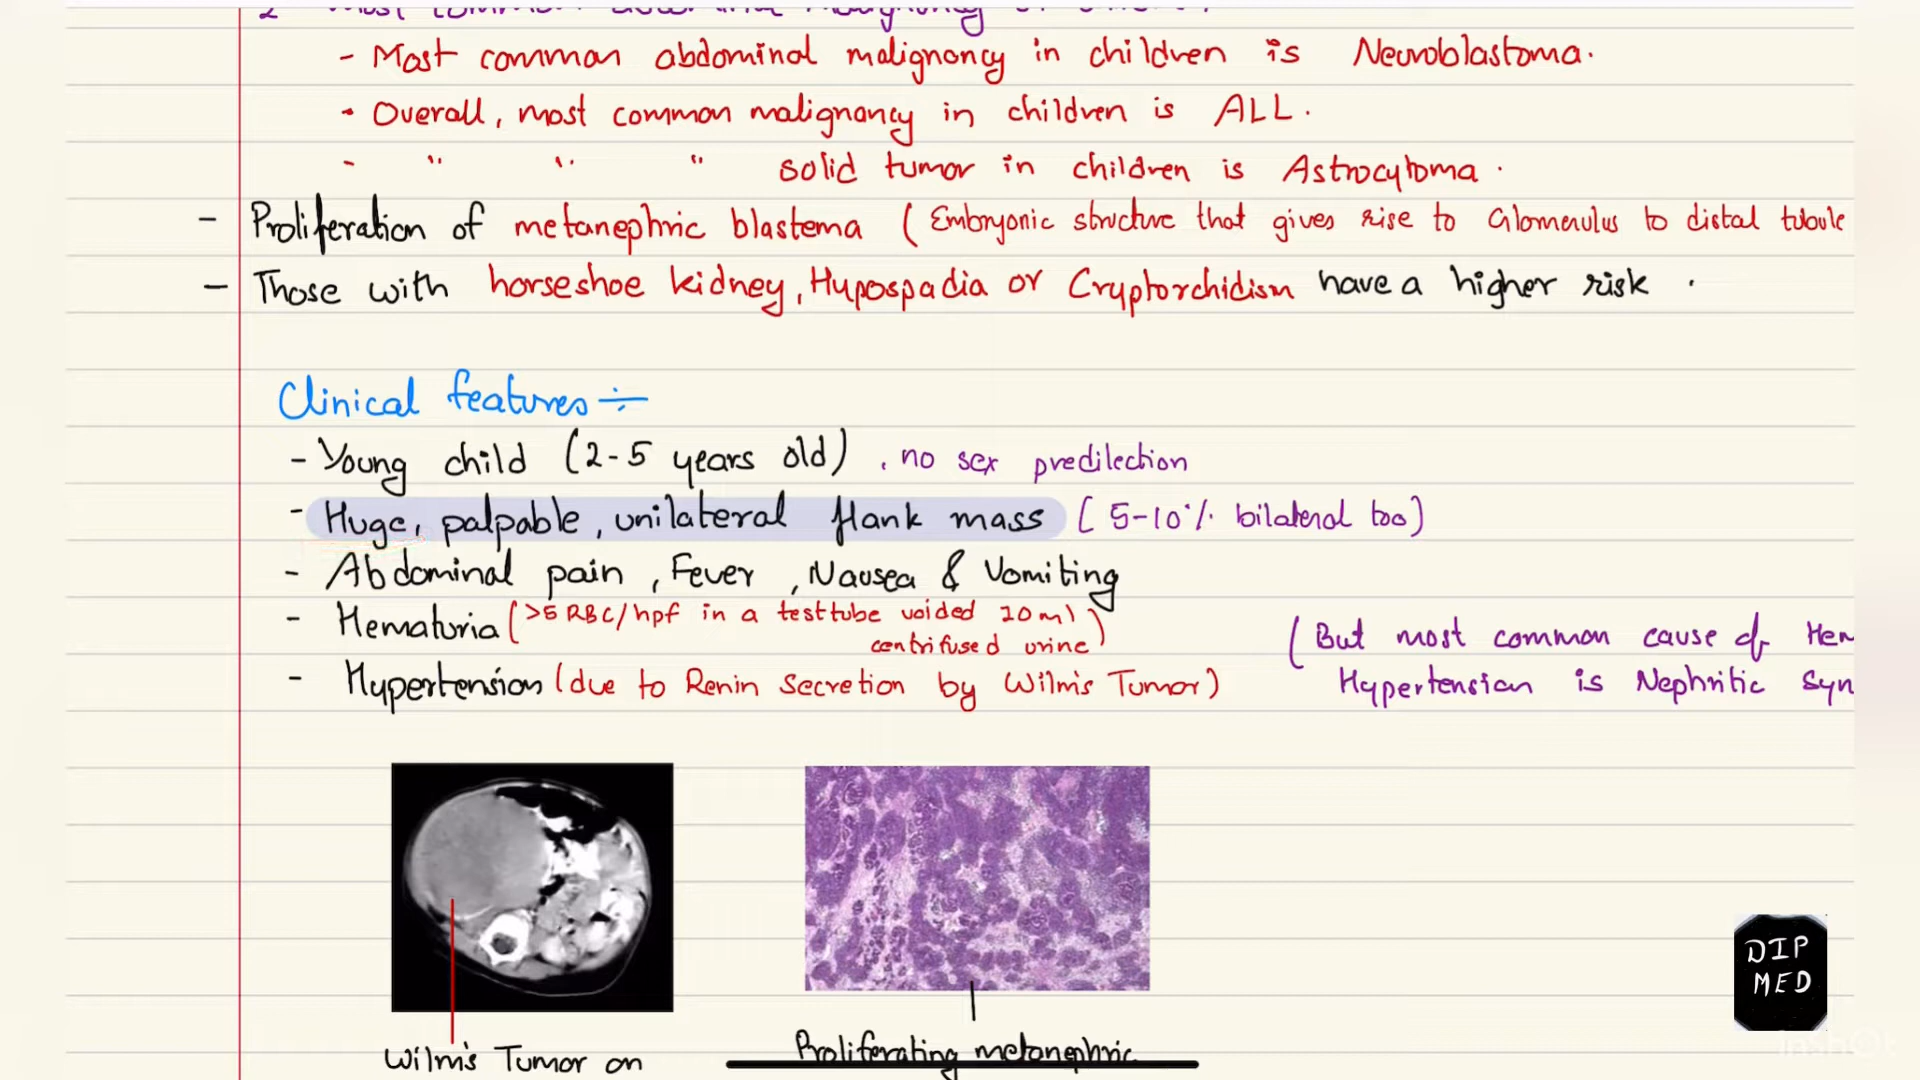 - Most common abdominal malignancy in children is Neuroblastoma.
- Overall, most common malignancy in children is ALL.
- " " " solid tumor in children is Astrocytoma.
- Proliferation of metanephric blastema (Embryonic structure that gives rise to Glomerulus to distal tubule
- Those with horseshoe kidney, Hypospadia or Cryptorchidism have a higher risk.
Clinical features ÷
- Young child (2-5 years old), no sex predilection
- Huge, palpable, unilateral flank mass (5-10% bilateral too)
- Abdominal pain, Fever, Nausea & Vomiting
- Hematuria (>5 RBC/hpf in a testtube voided 10ml
centrifused urine)
(But most common cause of Hem
- Hypertension (due to Renin secretion by Wilm's Tumor)
Hypertension is Nephritic Syn
Wilm's Tumor on
Proliferating metanephric
DIP
MED